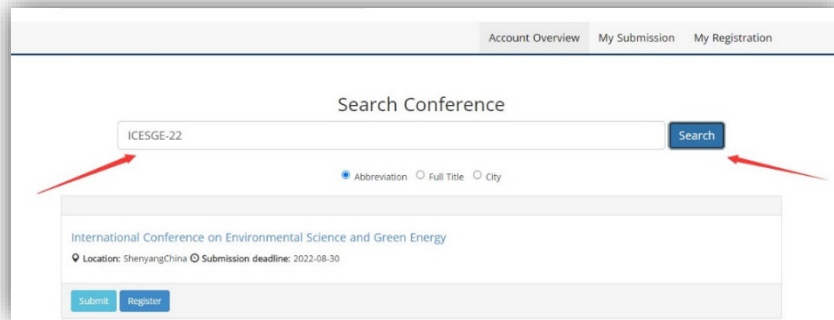 Account Overview My Submission My Registration
Search Conference
ICESGE-22 Search
Abbreviation Full Title City
International Conference on Environmental Science and Green Energy
Location: ShenyangChina Submission deadline: 2022-08-30
Submit Register